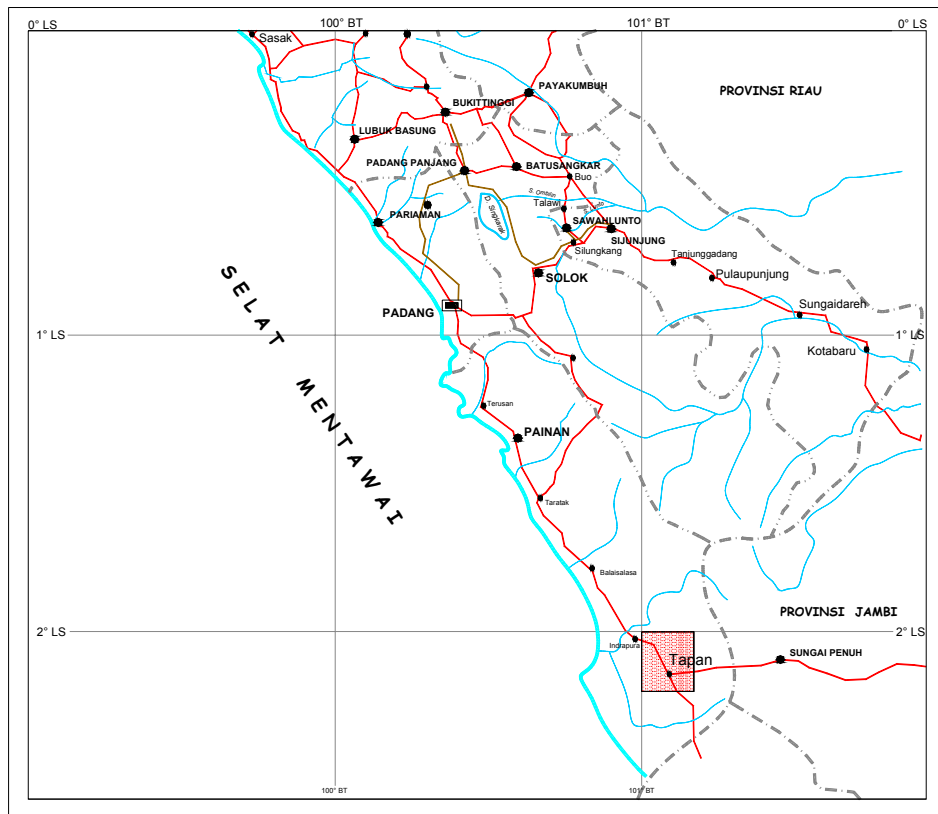 100° BT
101° BT
0° LS
0° LS
Sasak
PAYAKUMBUH
PROVINSI RIAU
BUKITTINGGI
LUBUK BASUNG
PADANG PANJANG
BATUSANGKAR
Buo
S. Ombilin
D. Singkarak
Talawi
PARIAMAN
SAWAHLUNTO
SIJUNJUNG
Silungkang
Tanjunggadang
SOLOK
Pulaupunjung
SELAT MENTAWAI
PADANG
Sungaidareh
1° LS
1° LS
Kotabaru
Terusan
PAINAN
Taratak
Balaisalasa
PROVINSI JAMBI
2° LS
2° LS
Indrapura
Tapan
SUNGAI PENUH
100° BT
101° BT